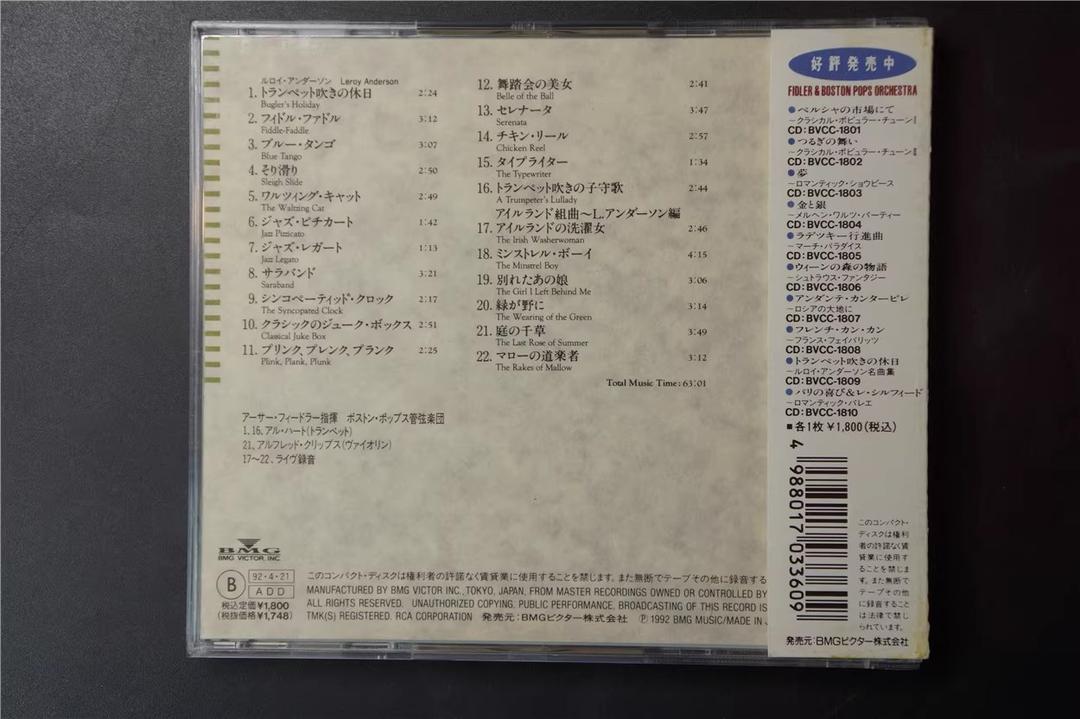 ルロイ・アンダーソン Leroy Anderson
1. トランペット吹きの休日 2:24
Bugler's Holiday
2. フィドル・ファドル 3:12
Fiddle-Faddle
3. ブルー・タンゴ 3:07
Blue Tango
4. そり滑り 2:50
Sleigh Slide
5. ワルツィング・キャット 2:49
The Waltzing Cat
6. ジャズ・ピチカート 1:42
Jazz Pizzicato
7. ジャズ・レガート 1:13
Jazz Legato
8. サラバンド 3:21
Saraband
9. シンコペーティッド・クロック 2:17
The Syncopated Clock
10. クラシックのジューク・ボックス 2:51
Classical Juke Box
11. プリンク、プレンク、プランク 2:25
Plink, Plank, Plunk
12. 舞踏会の美女 2:41
Belle of the Ball
13. セレナータ 3:47
Serenata
14. チキン・リール 2:57
Chicken Reel
15. タイプライター 1:34
The Typewriter
16. トランペット吹きの子守歌 2:44
A Trumpeter's Lullady
アイルランド組曲〜L.アンダーソン編
17. アイルランドの洗濯女 2:46
The Irish Washerwoman
18. ミンストレル・ボーイ 4:15
The Minstrel Boy
19. 別れたあの娘 3:06
The Girl I Left Behind Me
20. 緑が野に 3:14
The Wearing of the Green
21. 庭の千草 3:49
The Last Rose of Summer
22. マローの道楽者 3:12
The Rakes of Mallow
Total Music Time: 63:01
アーサー・フィードラー指揮 ボストン・ポップス管弦楽団
1、16、アル・ハート(トランペット)
21、アルフレッド・クリップス(ヴァイオリン)
17〜22、ライヴ録音
BMG
BMG VICTOR, INC.
B
92・4・21
ADD
税込定価¥1,800
(税抜価格¥1,748)
このコンパクト・ディスクは権利者の許諾なく賃貸業に使用することを禁じます。また無断でテープその他に録音する
MANUFACTURED BY BMG VICTOR INC., TOKYO, JAPAN, FROM MASTER RECORDINGS OWNED OR CONTROLLED BY
ALL RIGHTS RESERVED. UNAUTHORIZED COPYING, PUBLIC PERFORMANCE, BROADCASTING OF THIS RECORD IS
TMK(S) REGISTERED. RCA CORPORATION 発売元:BMGビクター株式会社 Ⓟ1992 BMG MUSIC/MADE IN J
好評発売中
FIDLER & BOSTON POPS ORCHESTRA
●ペルシャの市場にて
〜クラシカル・ポピュラー・チューンⅠ
CD:BVCC-1801
●つるぎの舞い
〜クラシカル・ポピュラー・チューンⅡ
CD:BVCC-1802
●夢
〜ロマンティック・ショウピース
CD:BVCC-1803
●金と銀
〜メルヘン・ワルツ・パーティー
CD:BVCC-1804
●ラデツキー行進曲
〜マーチ・パラダイス
CD:BVCC-1805
●ウィーンの森の物語
〜シュトラウス・ファンタジー
CD:BVCC-1806
●アンダンテ・カンタービレ
〜ロシアの大地に
CD:BVCC-1807
●フレンチ・カン・カン
〜フランス・フェイバリッツ
CD:BVCC-1808
●トランペット吹きの休日
〜ルロイ・アンダーソン名曲集
CD:BVCC-1809
●パリの喜び&レ・シルフィード
〜ロマンティック・バレエ
CD:BVCC-1810
■各1枚¥1,800(税込)
4 988017 033609
このコンパクト・
ディスクは権利
者の許諾なく賃
貸業に使用す
ることを禁じま
す。また無断で
テープその他
に録音すること
は法律で禁じ
られています。
発売元:BMGビクター株式会社